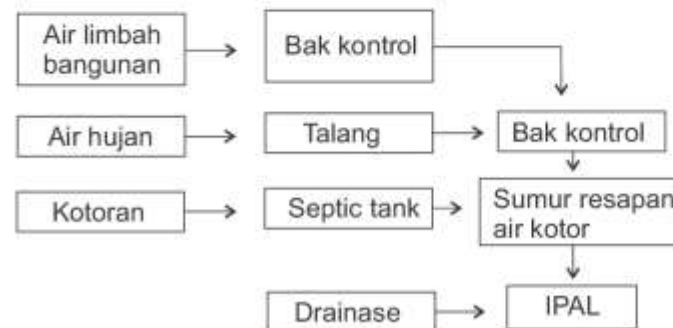 Air limbah
bangunan
Bak kontrol
Air hujan
Talang
Bak kontrol
Kotoran
Septic tank
Sumur resapan
air kotor
Drainase
IPAL